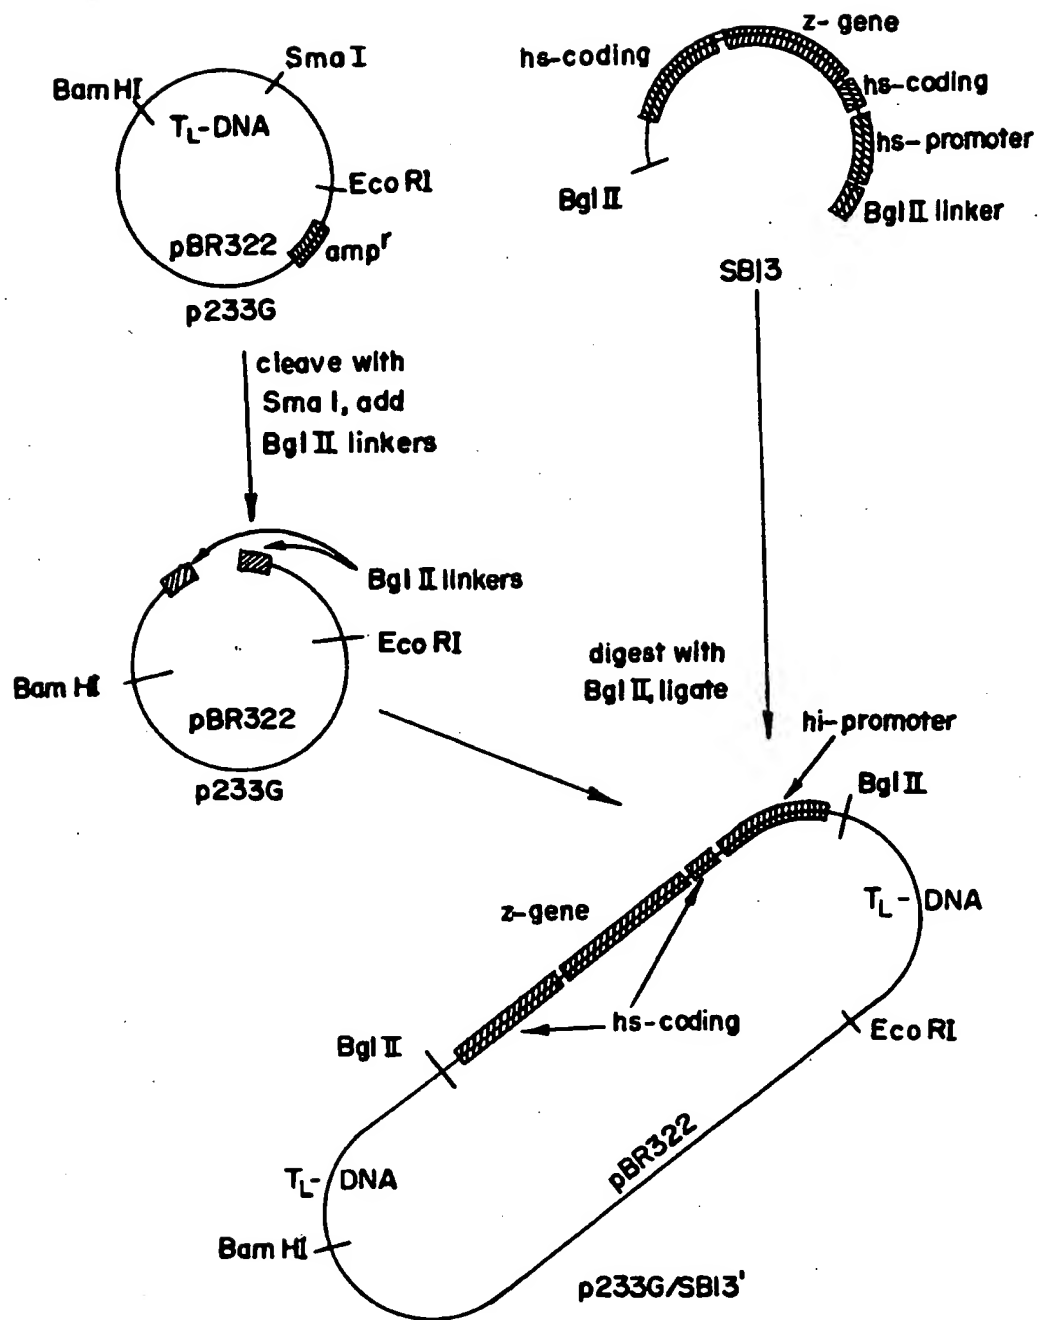 Sma I
Bam HI
TL-DNA
Eco RI
pBR322
ampr
p233G
z-gene
hs-coding
hs-coding
hs-promoter
Bgl II
Bgl II linker
SB13
cleave with
Sma I, add
Bgl II linkers
Bgl II linkers
Eco RI
Bam HI
pBR322
p233G
digest with
Bgl II, ligate
hi-promoter
Bgl II
TL-DNA
z-gene
hs-coding
Bgl II
Eco RI
pBR322
TL-DNA
Bam HI
p233G/SB13'